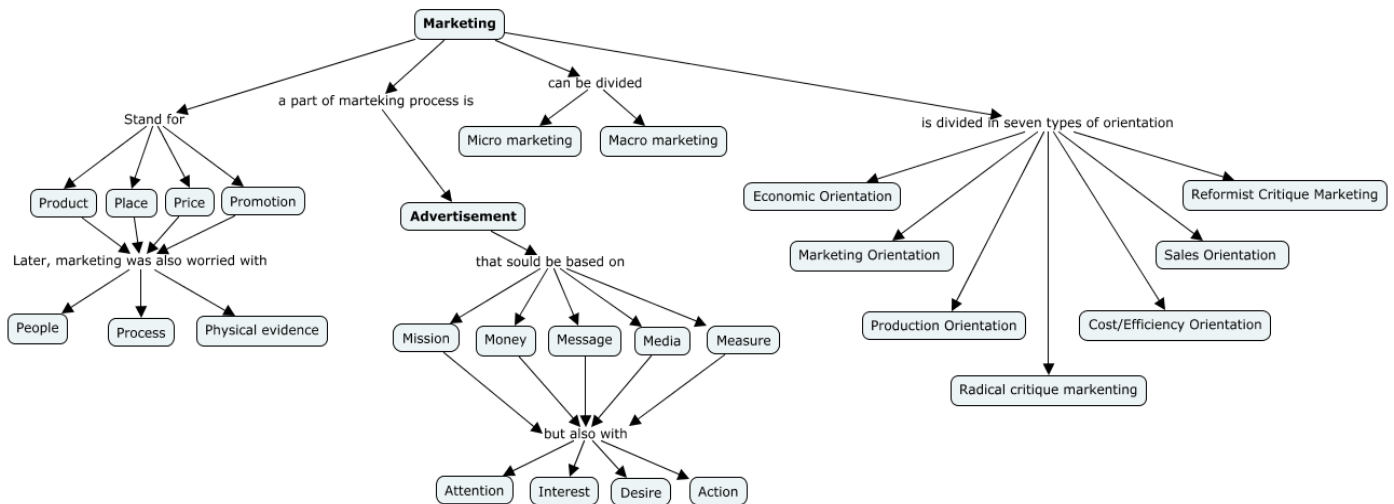 Marketing
can be divided
a part of marteking process is
Stand for
is divided in seven types of orientation
Micro marketing
Macro marketing
Economic Orientation
Reformist Critique Marketing
Product
Place
Price
Promotion
Advertisement
Marketing Orientation
Sales Orientation
Later, marketing was also worried with
that sould be based on
People
Process
Physical evidence
Production Orientation
Cost/Efficiency Orientation
Mission
Money
Message
Media
Measure
Radical critique markenting
but also with
Attention
Interest
Desire
Action